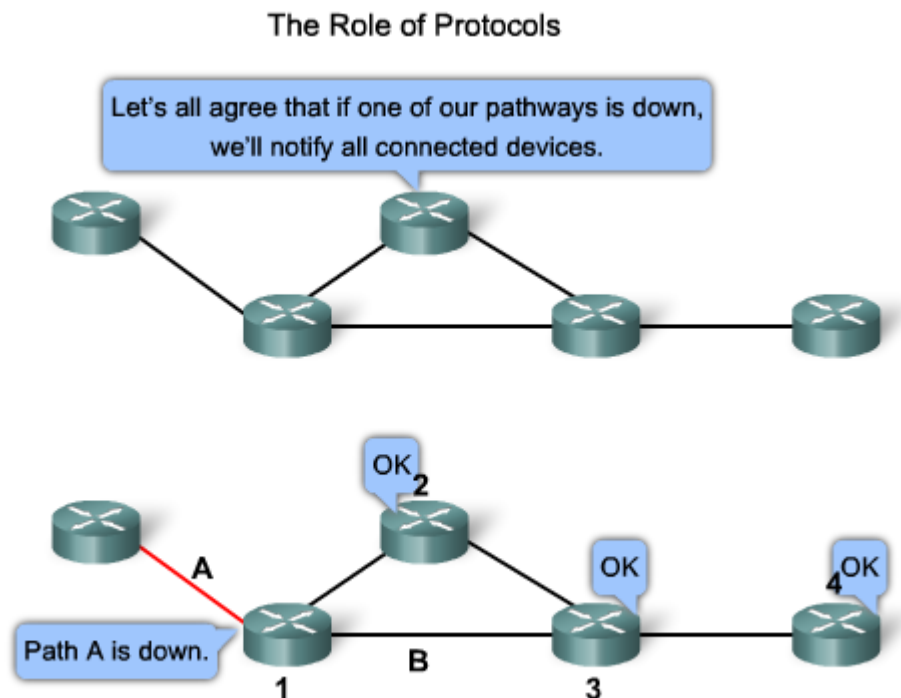 The Role of Protocols
Let's all agree that if one of our pathways is down,
we'll notify all connected devices.
OK
2
A
OK
4
OK
Path A is down.
B
1
3